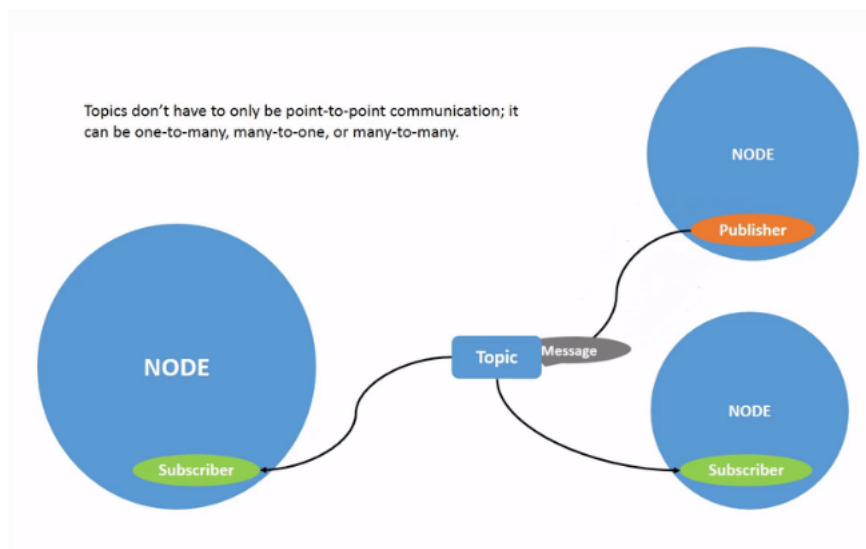 Topics don't have to only be point-to-point communication; it
can be one-to-many, many-to-one, or many-to-many.
NODE
Publisher
Topic
Message
NODE
Subscriber
NODE
Subscriber